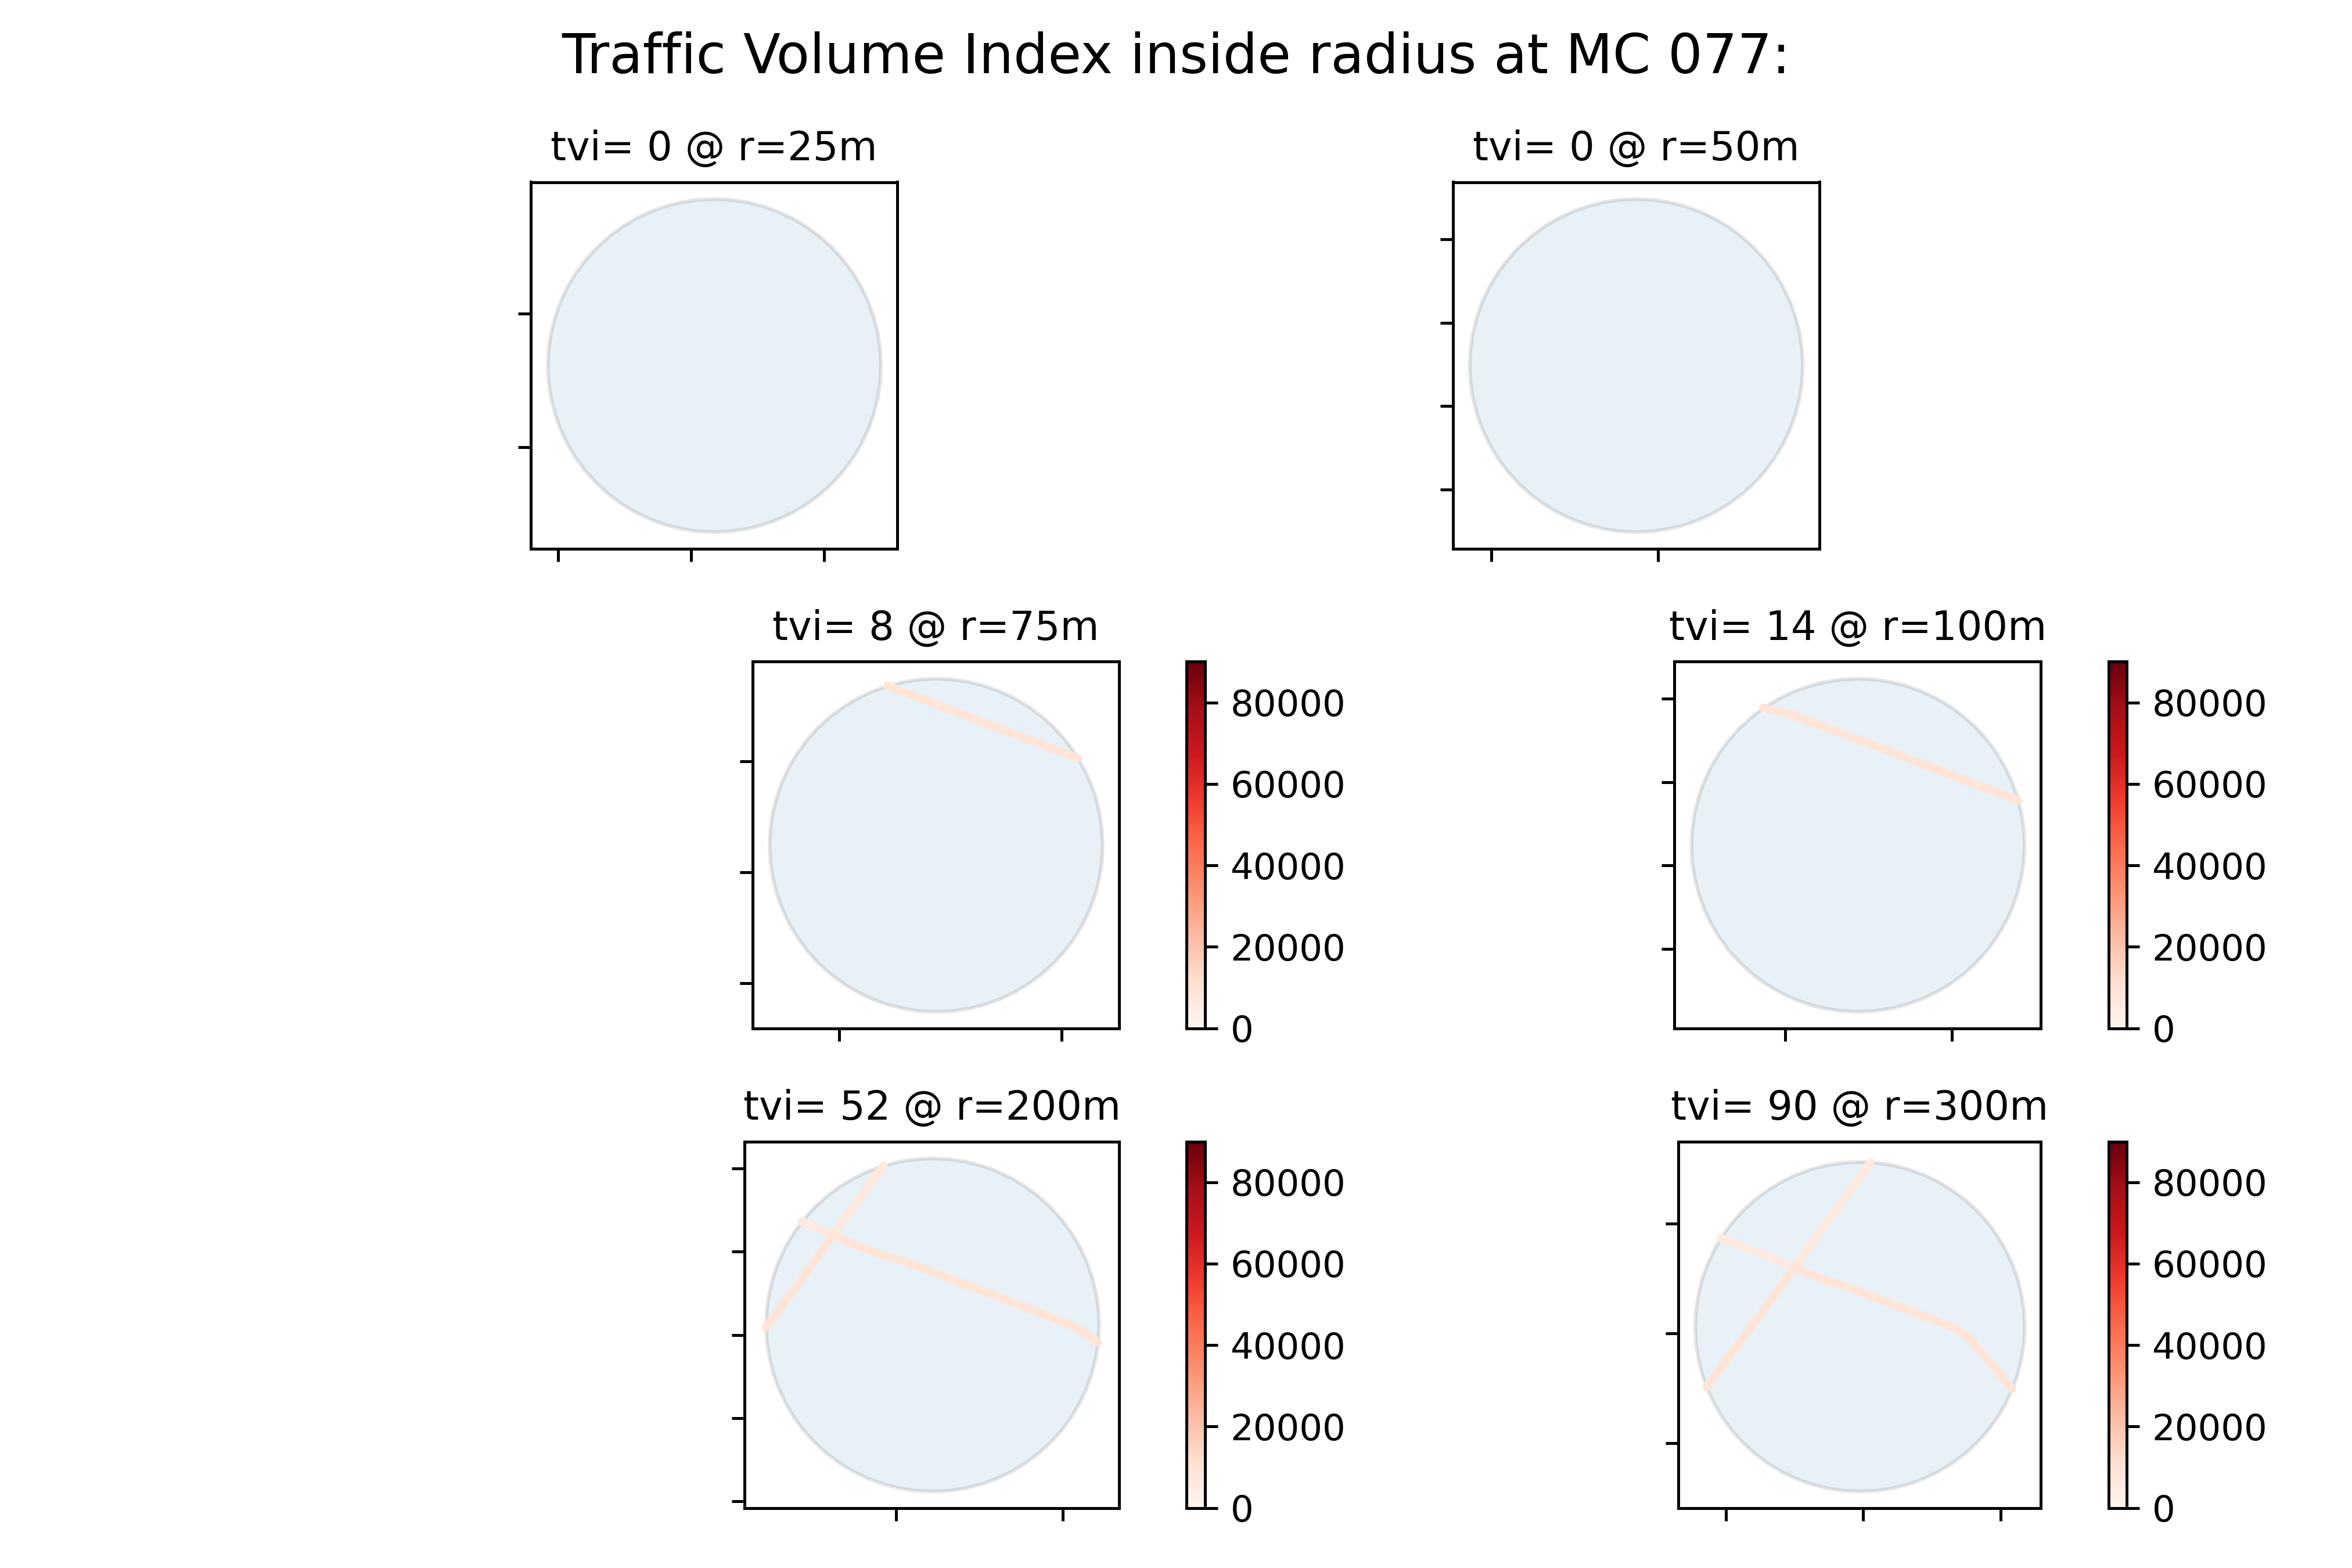 Traffic Volume Index inside radius at MC 077:
tvi= 0 @ r=25m
tvi= 0 @ r=50m
tvi= 8 @ r=75m
80000
60000
40000
20000
0
tvi= 14 @ r=100m
80000
60000
40000
20000
0
tvi= 52 @ r=200m
80000
60000
40000
20000
0
tvi= 90 @ r=300m
80000
60000
40000
20000
0